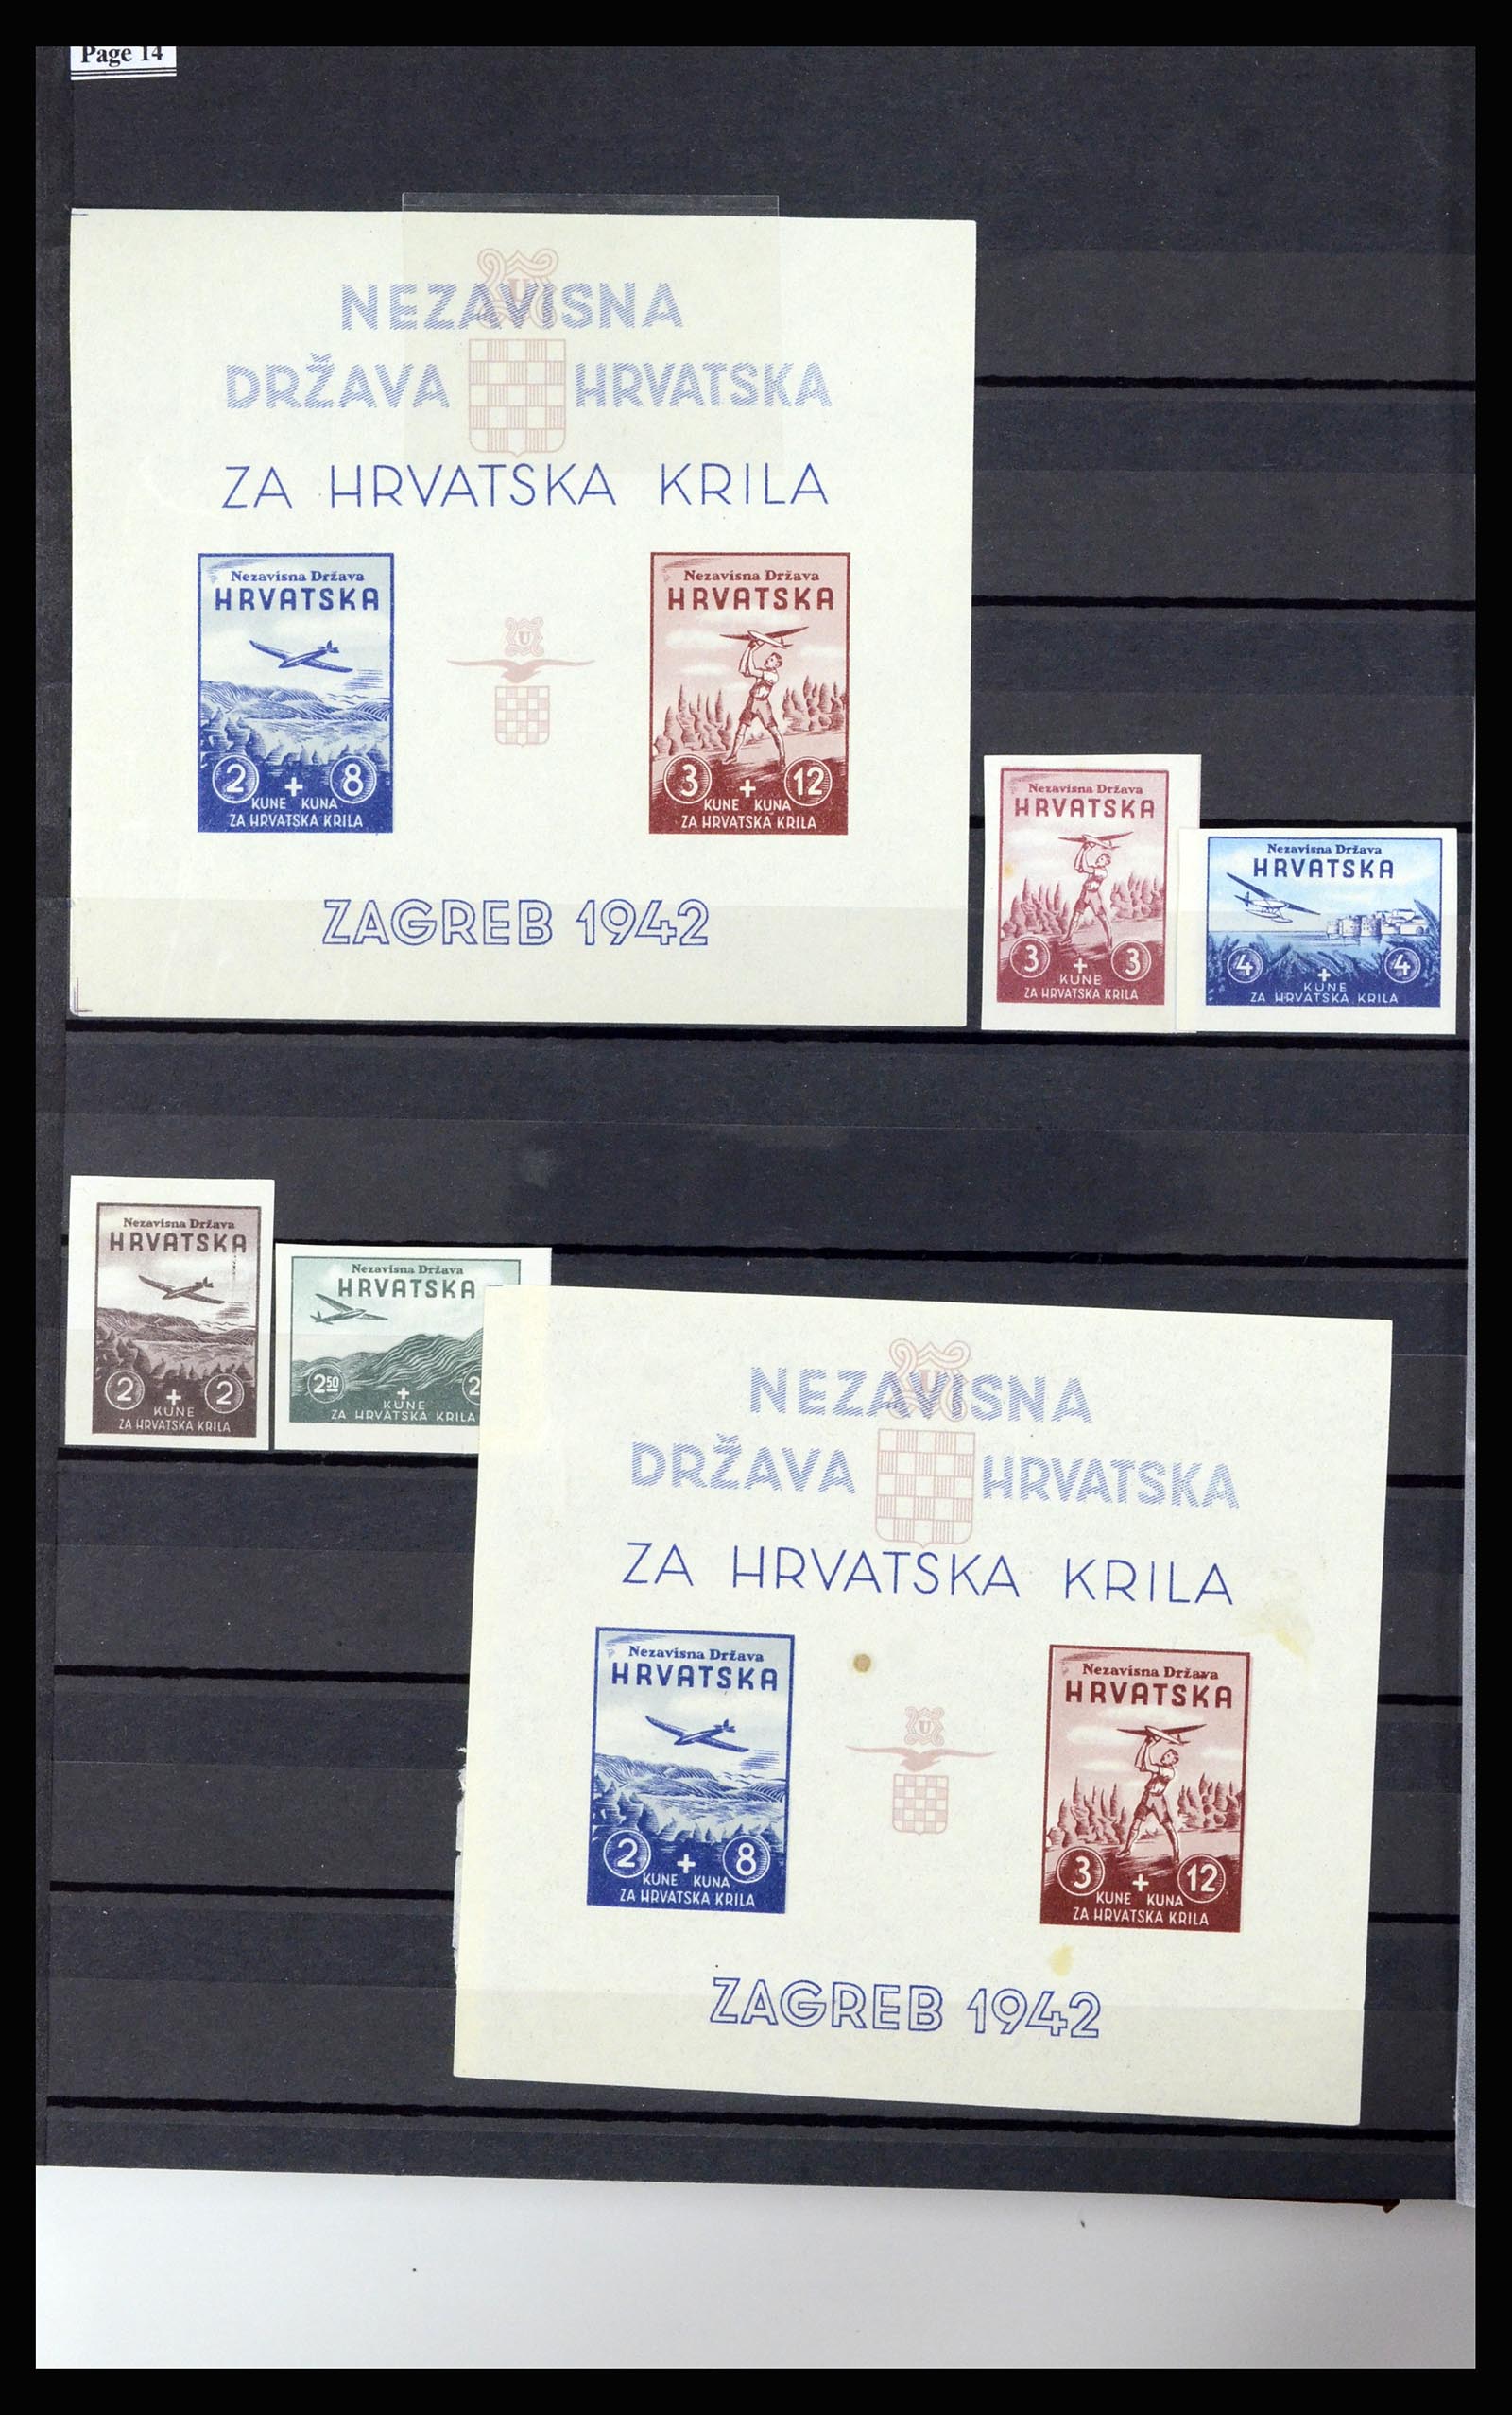 Page 14
NEZAVISNA
DRŽAVA HRVATSKA
ZA HRVATSKA KRILA
Nezavisna Država
HRVATSKA
2 + 8
KUNE KUNA
ZA HRVATSKA KRILA
U
Nezavisna Država
HRVATSKA
3 + 12
KUNE KUNA
ZA HRVATSKA KRILA
ZAGREB 1942
Nezavisna Država
HRVATSKA
3 + 3
KUNE
ZA HRVATSKA KRILA
Nezavisna Država
HRVATSKA
4 + 4
KUNE
ZA HRVATSKA KRILA
Nezavisna Država
HRVATSKA
2 + 2
KUNE
ZA HRVATSKA KRILA
Nezavisna Država
HRVATSKA
250 + 2
KUNE
ZA HRVATSKA KRILA
NEZAVISNA
DRŽAVA HRVATSKA
ZA HRVATSKA KRILA
Nezavisna Država
HRVATSKA
2 + 8
KUNE KUNA
ZA HRVATSKA KRILA
U
Nezavisna Država
HRVATSKA
3 + 12
KUNE KUNA
ZA HRVATSKA KRILA
ZAGREB 1942